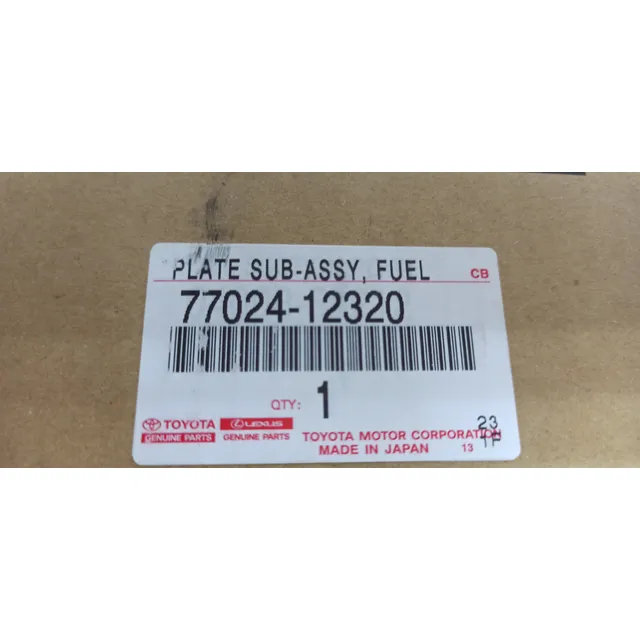 PLATE SUB-ASSY, FUEL CB
77024-12320
QTY: 1
TOYOTA LEXUS 23
GENUINE PARTS GENUINE PARTS TOYOTA MOTOR CORPORATION TP
MADE IN JAPAN 13